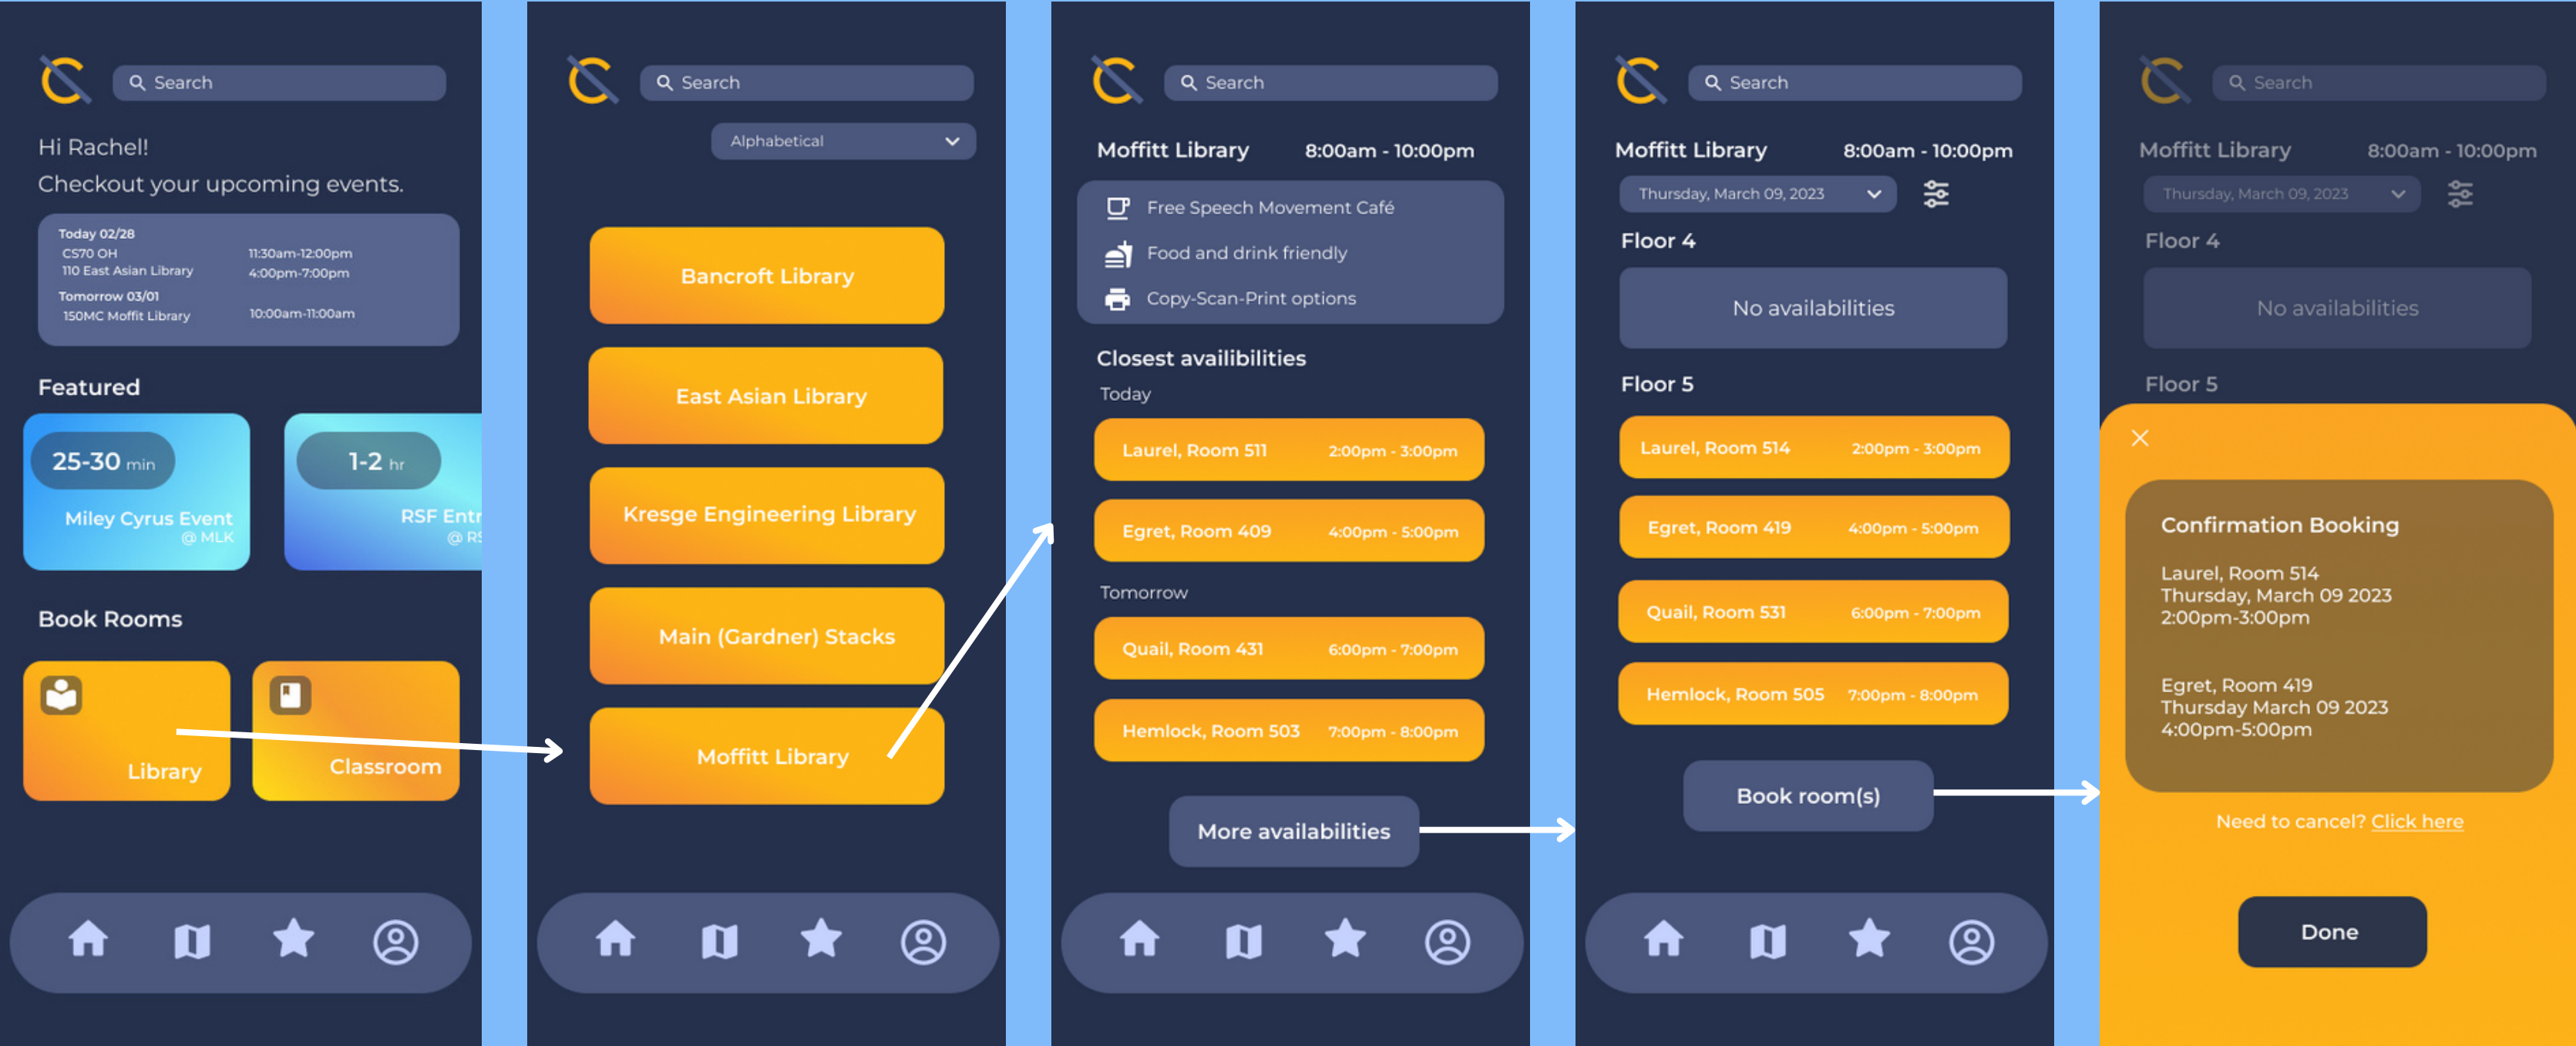 Search
Hi Rachel!
Checkout your upcoming events.
Today 02/28
CS70 OH 11:30am-12:00pm
110 East Asian Library 4:00pm-7:00pm
Tomorrow 03/01
150MC Moffit Library 10:00am-11:00am
Featured
25-30 min
Miley Cyrus Event
@ MLK
1-2 hr
RSF Entr
@ RS
Book Rooms
Library
Classroom
Search
Alphabetical
Bancroft Library
East Asian Library
Kresge Engineering Library
Main (Gardner) Stacks
Moffitt Library
Search
Moffitt Library 8:00am - 10:00pm
Free Speech Movement Café
Food and drink friendly
Copy-Scan-Print options
Closest availibilities
Today
Laurel, Room 511 2:00pm - 3:00pm
Egret, Room 409 4:00pm - 5:00pm
Tomorrow
Quail, Room 431 6:00pm - 7:00pm
Hemlock, Room 503 7:00pm - 8:00pm
More availabilities
Search
Moffitt Library 8:00am - 10:00pm
Thursday, March 09, 2023
Floor 4
No availabilities
Floor 5
Laurel, Room 514 2:00pm - 3:00pm
Egret, Room 419 4:00pm - 5:00pm
Quail, Room 531 6:00pm - 7:00pm
Hemlock, Room 505 7:00pm - 8:00pm
Book room(s)
Search
Moffitt Library 8:00am - 10:00pm
Thursday, March 09, 2023
Floor 4
No availabilities
Floor 5
Confirmation Booking
Laurel, Room 514
Thursday, March 09 2023
2:00pm-3:00pm
Egret, Room 419
Thursday March 09 2023
4:00pm-5:00pm
Need to cancel? Click here
Done